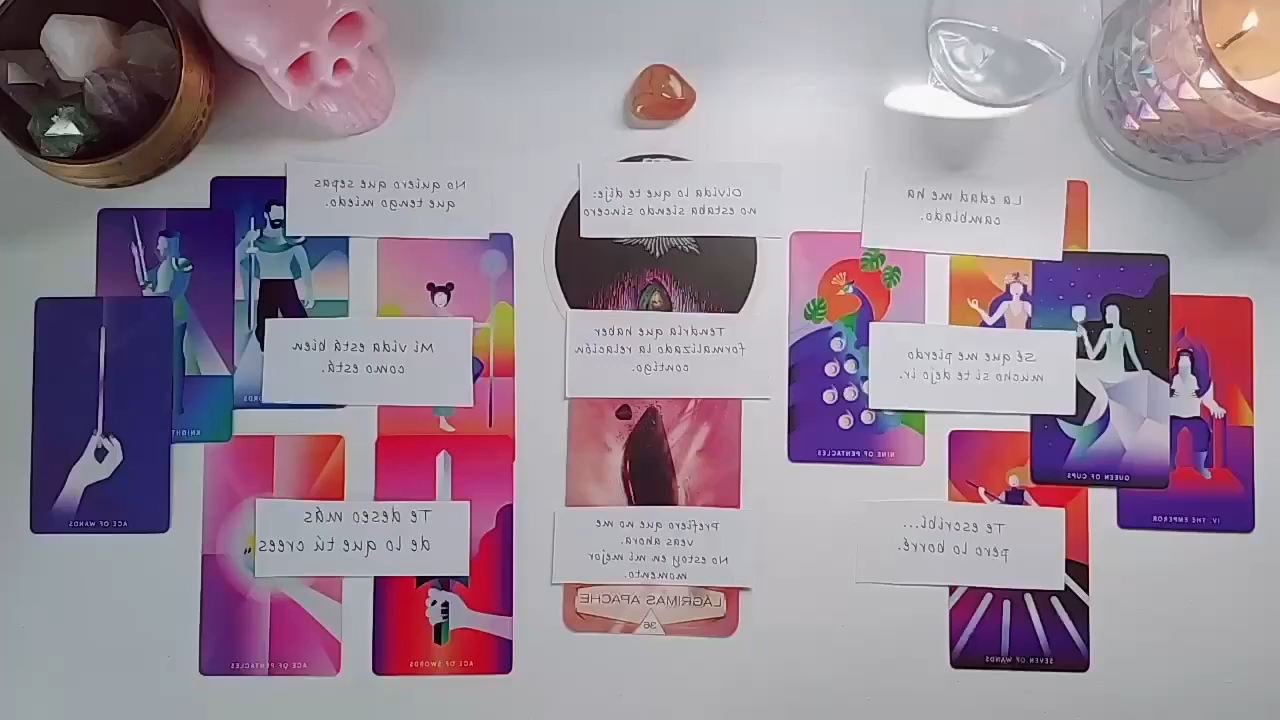 No quiero que sepas
que tengo miedo.
Olvida lo que te dije:
no estaba siendo sincero
La edad me ha
cambiado.
Mi vida está bien
como está.
Tendría que haber
formalizado la relación
contigo.
Sé que me pierdo
mucho si te dejo ir.
Te deseo más
de lo que tú crees
Prefiero que no me
veas ahora.
No estoy en mi mejor
momento.
Te escribí...
pero lo borré.
KNIGHT
NINE OF PENTACLES
QUEEN OF CUPS
IV. THE EMPEROR
ACE OF WANDS
LÁGRIMAS APACHE
36
ACE OF PENTACLES
ACE OF SWORDS
SEVEN OF WANDS